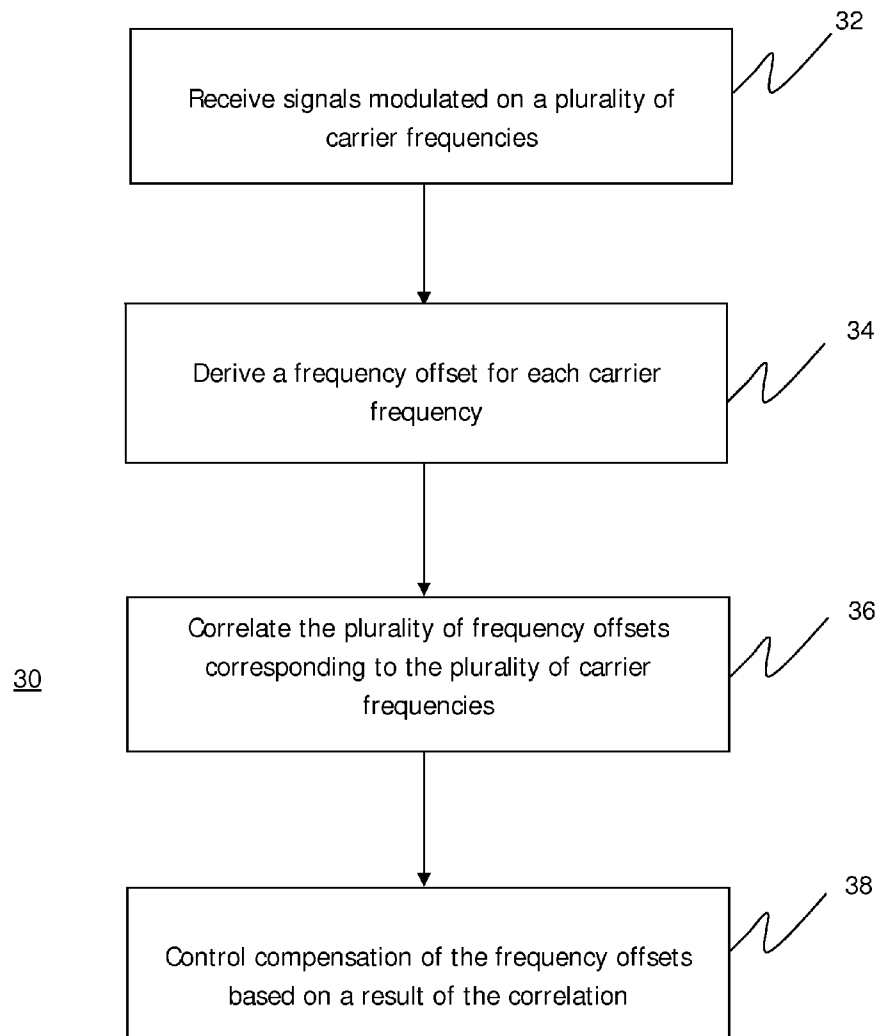 32
Receive signals modulated on a plurality of
carrier frequencies
34
Derive a frequency offset for each carrier
frequency
36
Correlate the plurality of frequency offsets
corresponding to the plurality of carrier
frequencies
30
38
Control compensation of the frequency offsets
based on a result of the correlation